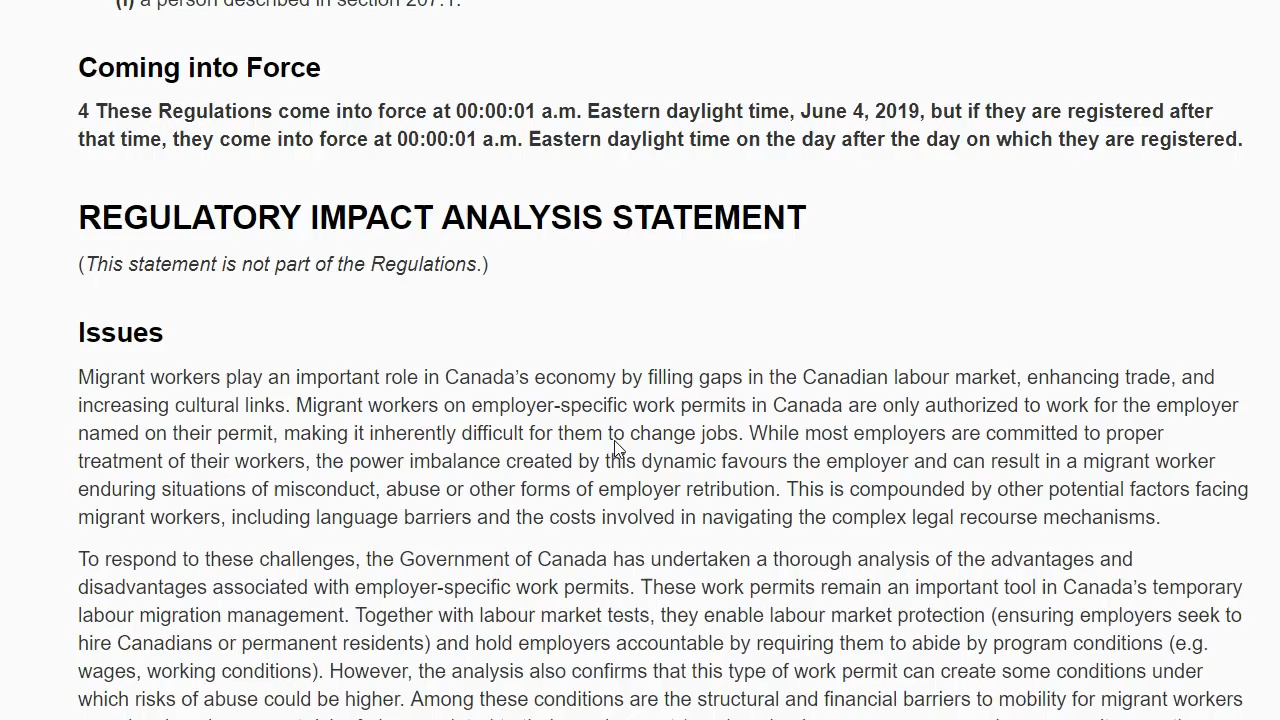 (f) a person described in section 207.1.
Coming into Force
4 These Regulations come into force at 00:00:01 a.m. Eastern daylight time, June 4, 2019, but if they are registered after
that time, they come into force at 00:00:01 a.m. Eastern daylight time on the day after the day on which they are registered.
REGULATORY IMPACT ANALYSIS STATEMENT
(This statement is not part of the Regulations.)
Issues
Migrant workers play an important role in Canada’s economy by filling gaps in the Canadian labour market, enhancing trade, and
increasing cultural links. Migrant workers on employer-specific work permits in Canada are only authorized to work for the employer
named on their permit, making it inherently difficult for them to change jobs. While most employers are committed to proper
treatment of their workers, the power imbalance created by this dynamic favours the employer and can result in a migrant worker
enduring situations of misconduct, abuse or other forms of employer retribution. This is compounded by other potential factors facing
migrant workers, including language barriers and the costs involved in navigating the complex legal recourse mechanisms.
To respond to these challenges, the Government of Canada has undertaken a thorough analysis of the advantages and
disadvantages associated with employer-specific work permits. These work permits remain an important tool in Canada’s temporary
labour migration management. Together with labour market tests, they enable labour market protection (ensuring employers seek to
hire Canadians or permanent residents) and hold employers accountable by requiring them to abide by program conditions (e.g.
wages, working conditions). However, the analysis also confirms that this type of work permit can create some conditions under
which risks of abuse could be higher. Among these conditions are the structural and financial barriers to mobility for migrant workers